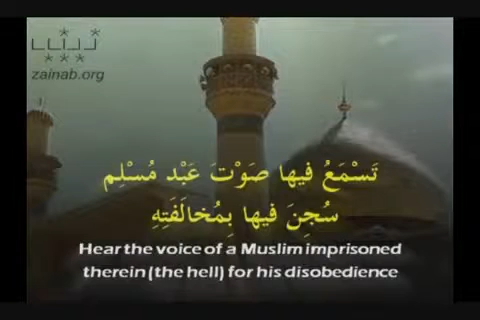 zainab.org
تَسْمَعُ فيها صَوْتَ عَبْد مُسْلِم
سُجِنَ فيها بِمُخالَفَتِهِ
Hear the voice of a Muslim imprisoned
therein (the hell) for his disobedience